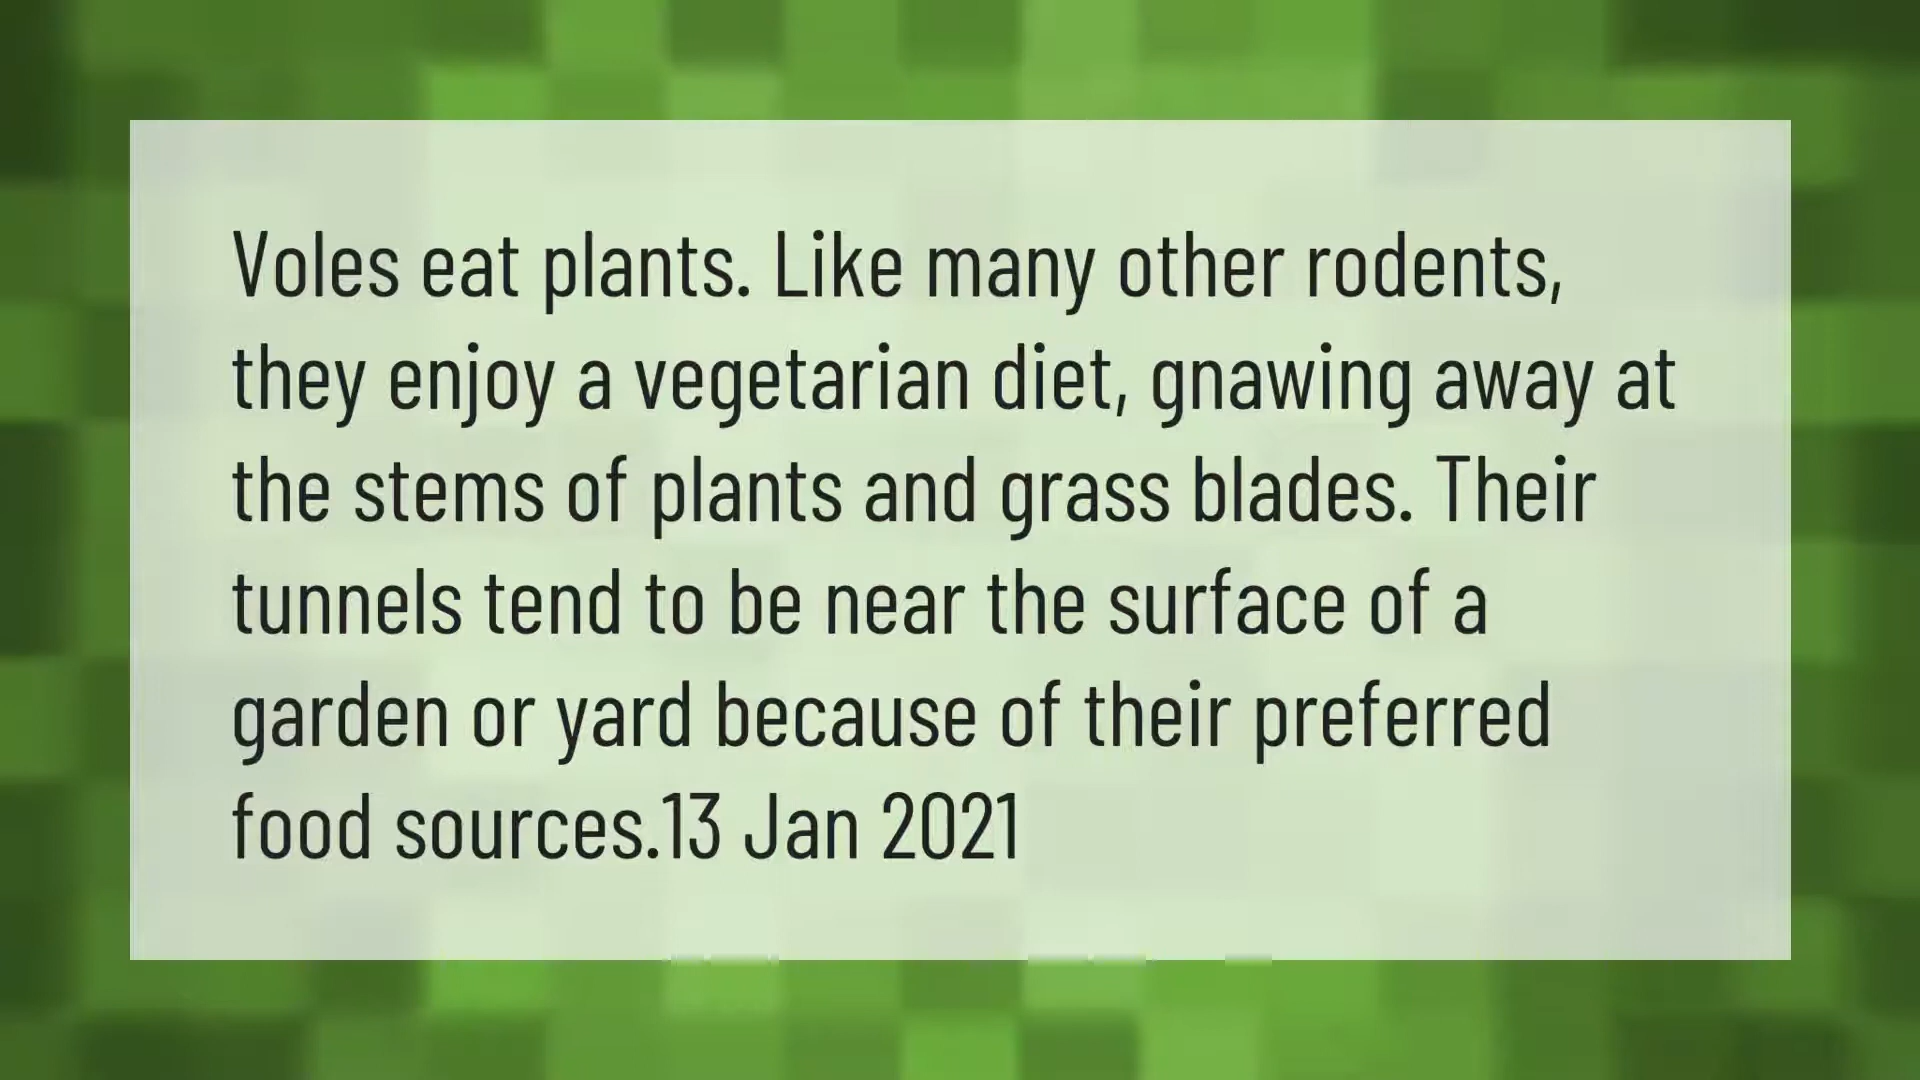 Voles eat plants. Like many other rodents,
they enjoy a vegetarian diet, gnawing away at
the stems of plants and grass blades. Their
tunnels tend to be near the surface of a
garden or yard because of their preferred
food sources.13 Jan 2021